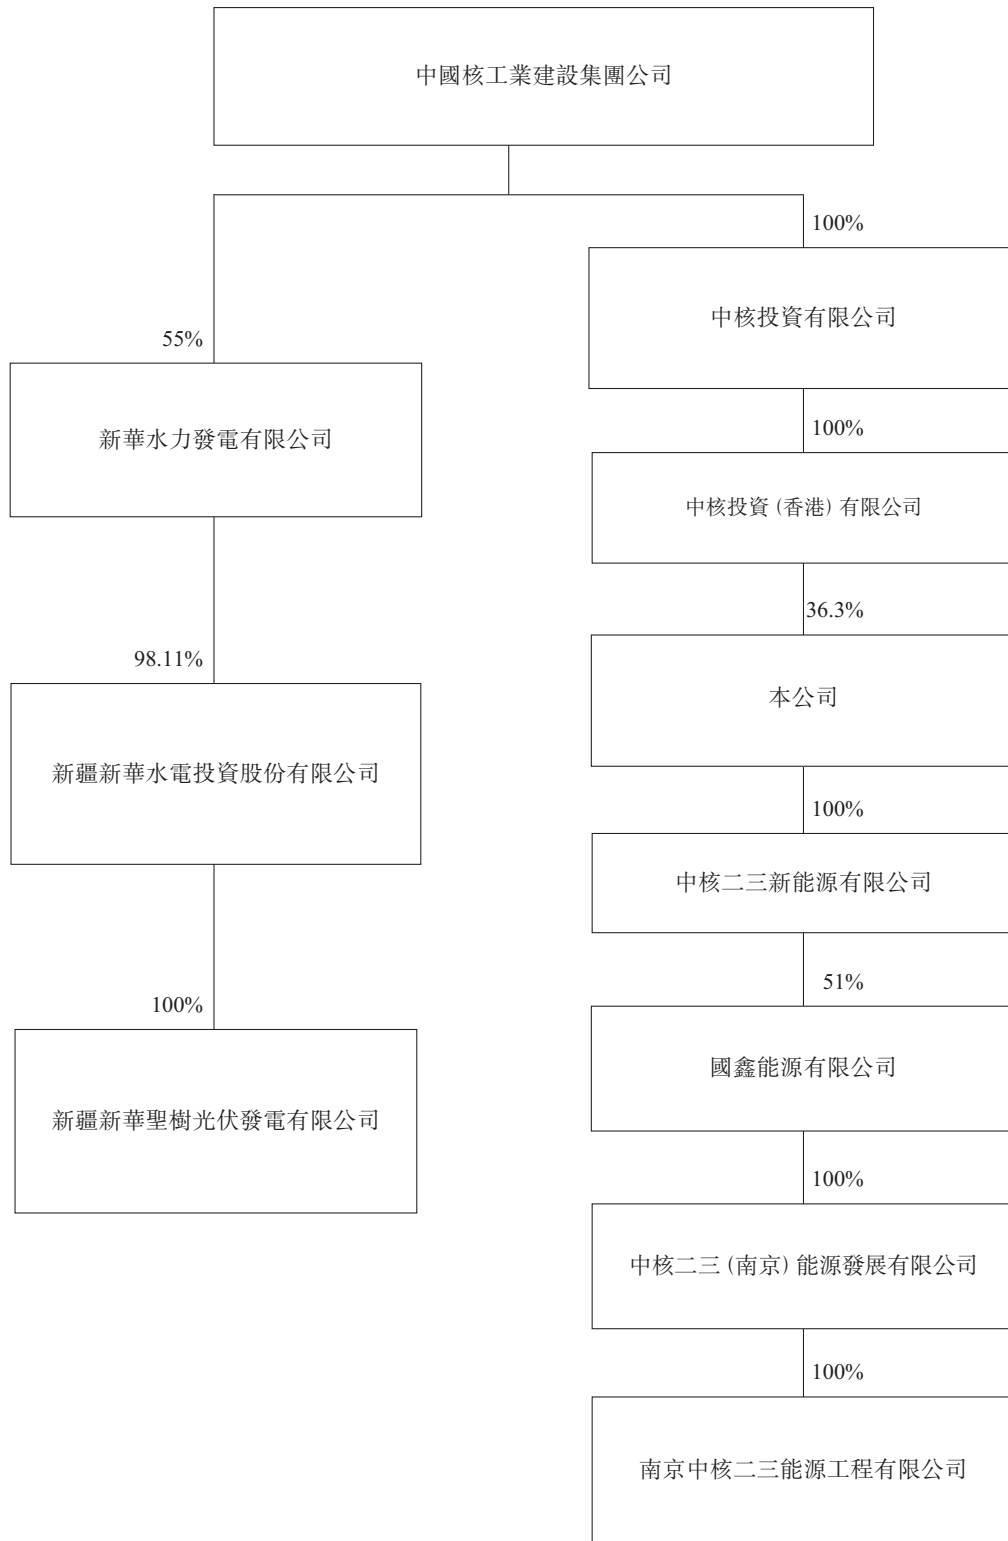 中國核工業建設集團公司
100%
中核投資有限公司
55%
100%
新華水力發電有限公司
中核投資（香港）有限公司
36.3%
98.11%
本公司
新疆新華水電投資股份有限公司
100%
中核二三新能源有限公司
51%
100%
國鑫能源有限公司
新疆新華聖樹光伏發電有限公司
100%
中核二三（南京）能源發展有限公司
100%
南京中核二三能源工程有限公司